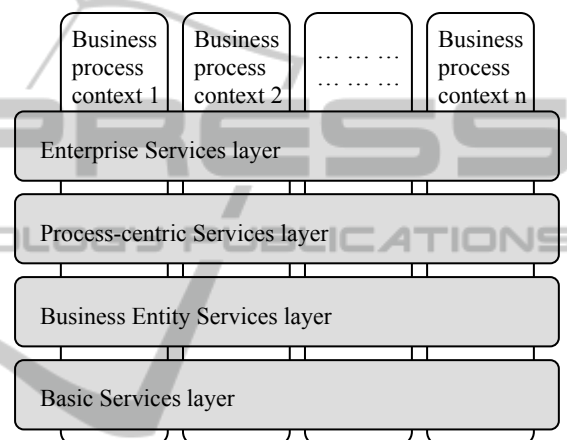 Business
process
context 1
Business
process
context 2
… … …
… … …
Business
process
context n
Enterprise Services layer
Process-centric Services layer
Business Entity Services layer
Basic Services layer